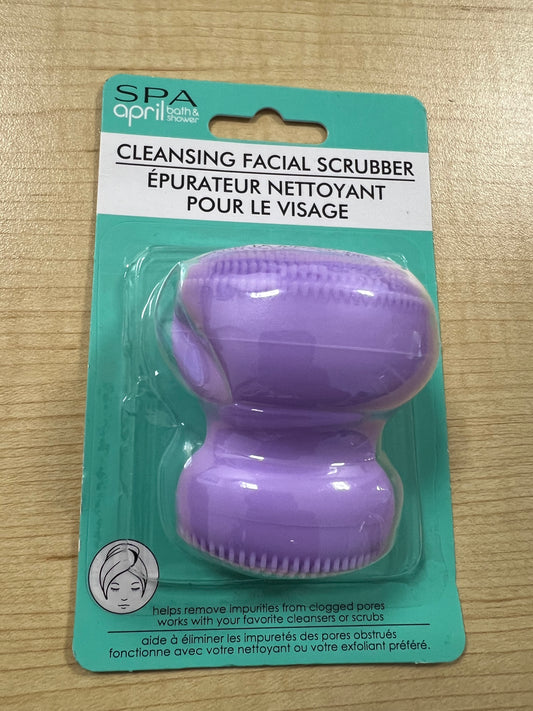 SPA
april bath & shower
CLEANSING FACIAL SCRUBBER
ÉPURATEUR NETTOYANT
POUR LE VISAGE
helps remove impurities from clogged pores
works with your favorite cleansers or scrubs
aide à éliminer les impuretés des pores obstrués
fonctionne avec votre nettoyant ou votre exfoliant préféré.